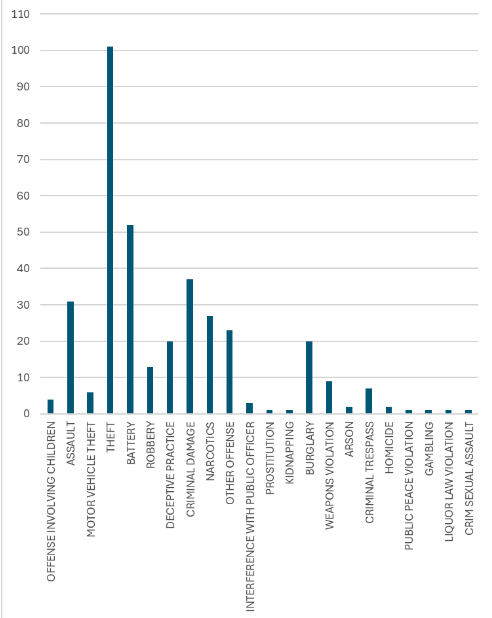 110
100
90
80
70
60
50
40
30
20
10
0
OFFENSE INVOLVING CHILDREN
ASSAULT
MOTOR VEHICLE THEFT
THEFT
BATTERY
ROBBERY
DECEPTIVE PRACTICE
CRIMINAL DAMAGE
NARCOTICS
OTHER OFFENSE
INTERFERENCE WITH PUBLIC OFFICER
PROSTITUTION
KIDNAPPING
BURGLARY
WEAPONS VIOLATION
ARSON
CRIMINAL TRESPASS
HOMICIDE
PUBLIC PEACE VIOLATION
GAMBLING
LIQUOR LAW VIOLATION
CRIM SEXUAL ASSAULT